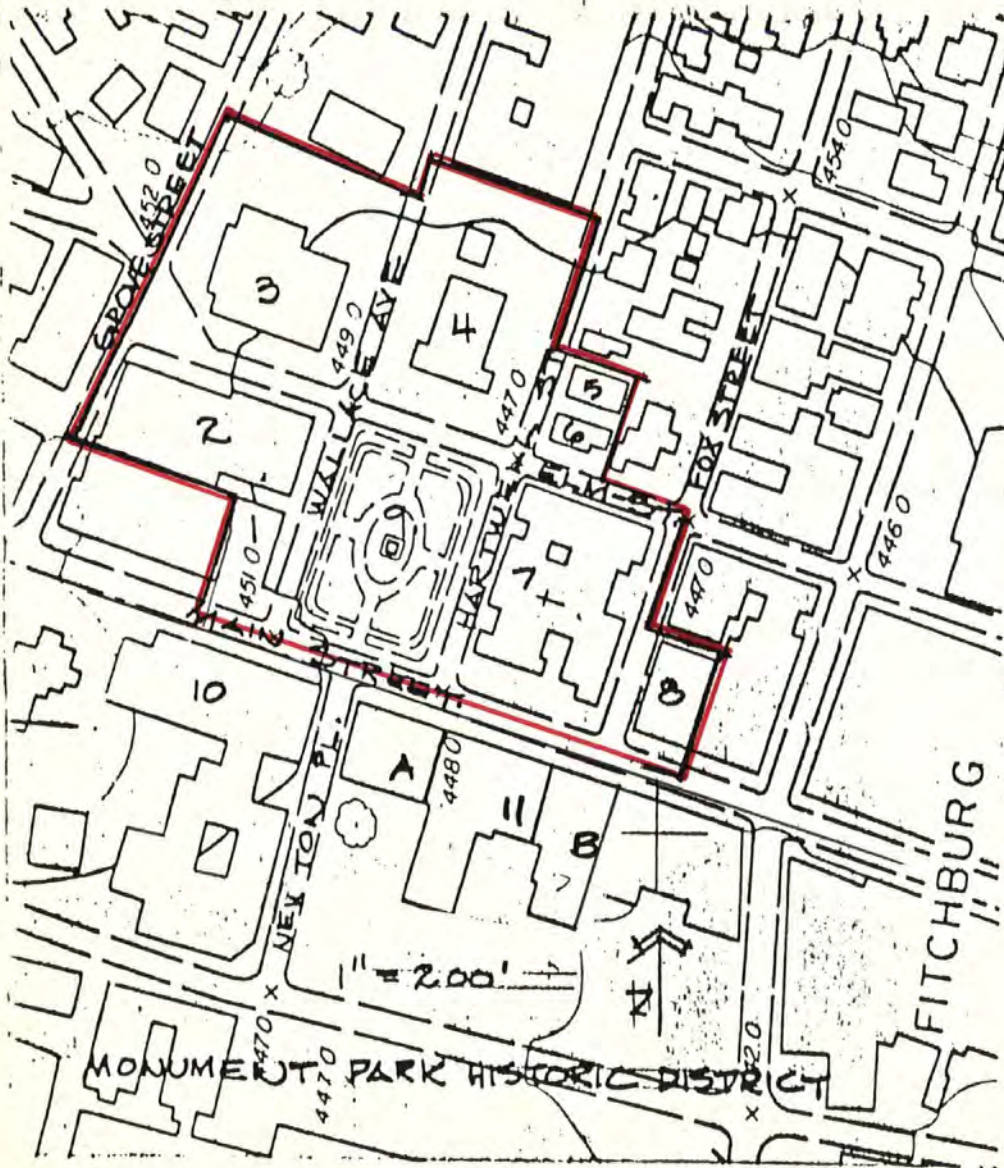 452 0
454 0
3
449 0
WALLACE AVE
4
447 0
5
6
FOX STREET
2
ELM ST
9
HARTWELL ST
7
446 0
447 0
451 0
MAIN STREET
8
10
A
448 0
11
B
NEWTON PL.
1" = 200'
N
FITCHBURG
447 0
MONUMENT PARK HISTORIC DISTRICT